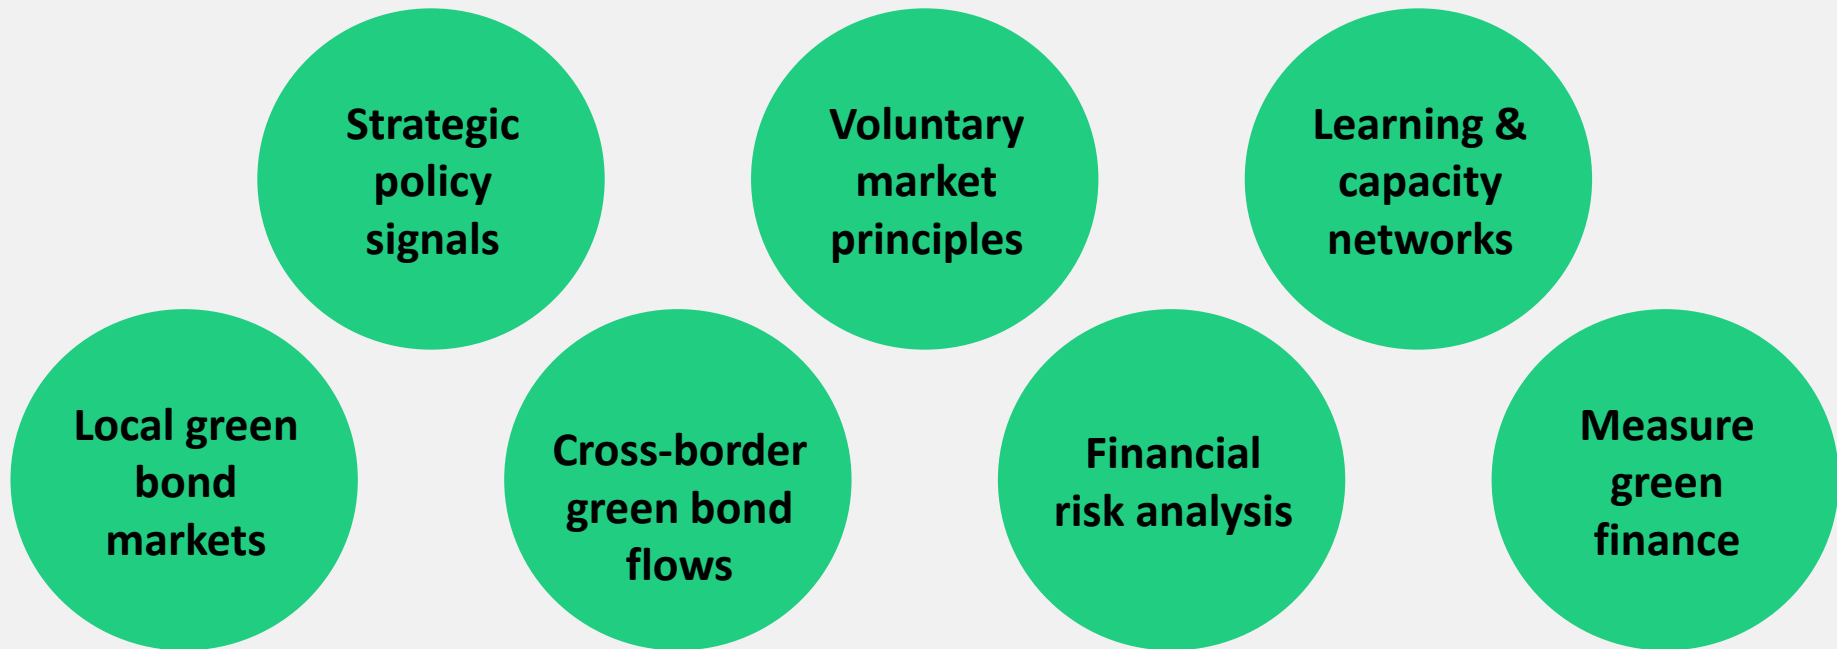 Strategic
policy
signals
Voluntary
market
principles
Learning &
capacity
networks
Local green
bond
markets
Cross-border
green bond
flows
Financial
risk analysis
Measure
green
finance